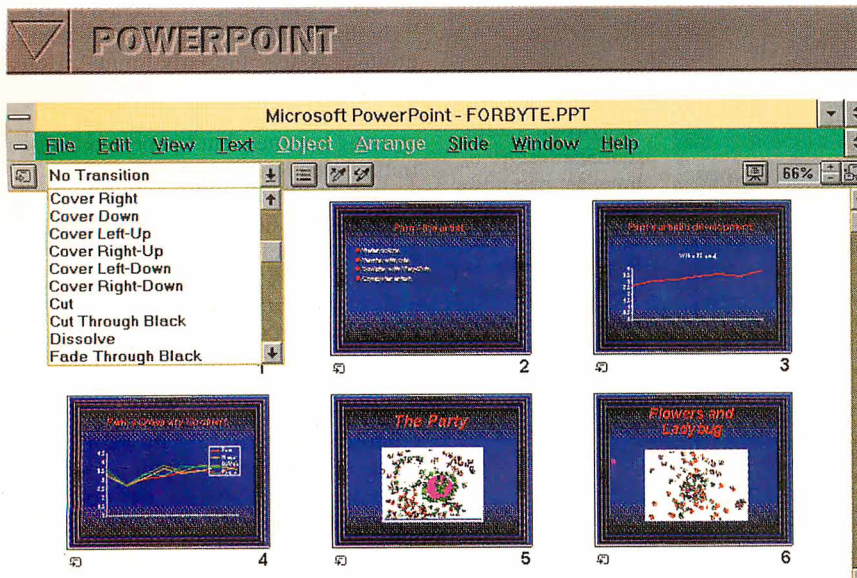 POWERPOINT
Microsoft PowerPoint - FORBYTE.PPT
File Edit View Text Object Arrange Slide Window Help
No Transition
66%
Cover Right
Cover Down
Cover Left-Up
Cover Right-Up
Cover Left-Down
Cover Right-Down
Cut
Cut Through Black
Dissolve
Fade Through Black
2
3
The Party
Flowers and
Ladybug
4
5
6